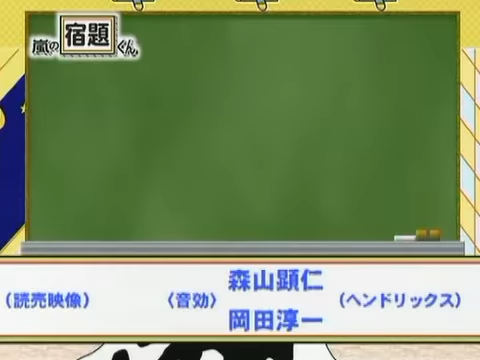 嵐の宿題くん
森山顕仁
（読売映像）〈音効〉（ヘンドリックス）
岡田淳一